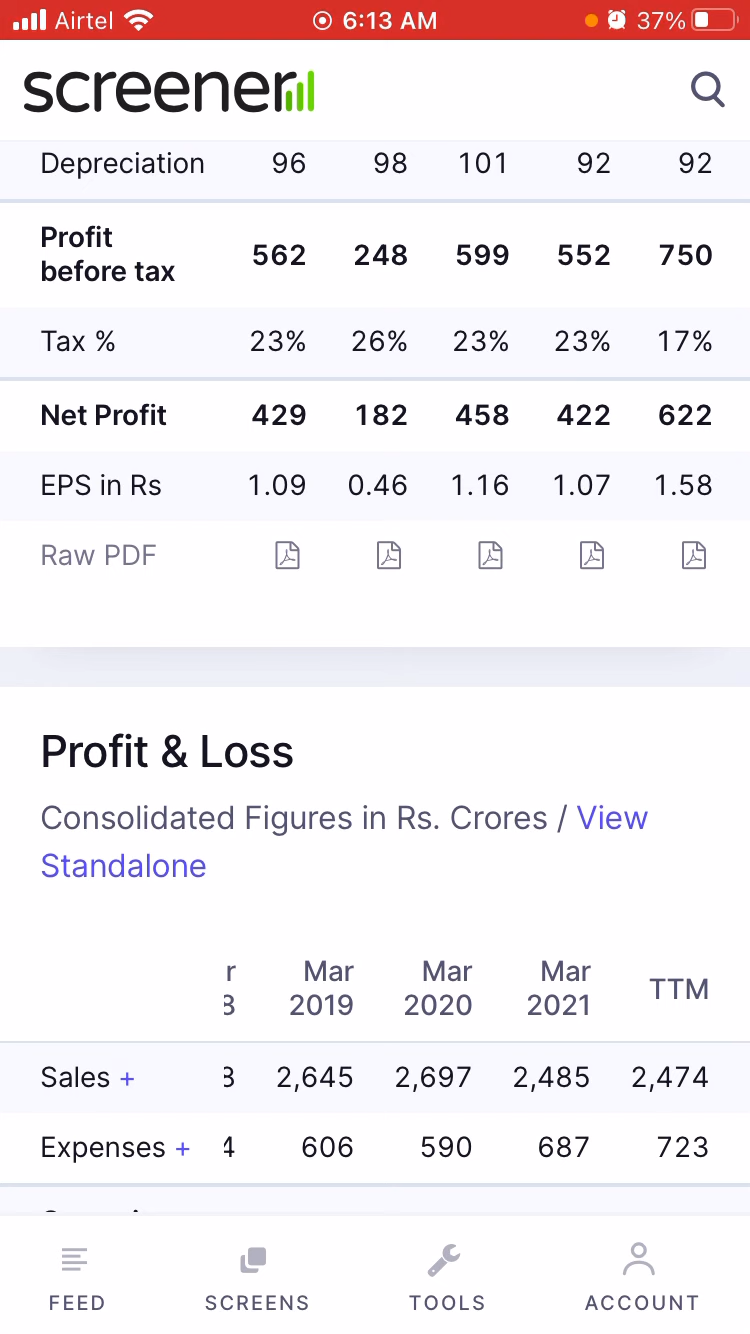 Airtel 6:13 AM 37%
screener
Depreciation 96 98 101 92 92
Profit
before tax 562 248 599 552 750
Tax % 23% 26% 23% 23% 17%
Net Profit 429 182 458 422 622
EPS in Rs 1.09 0.46 1.16 1.07 1.58
Raw PDF
Profit & Loss
Consolidated Figures in Rs. Crores / View
Standalone
r Mar Mar Mar TTM
8 2019 2020 2021
Sales + 8 2,645 2,697 2,485 2,474
Expenses + 4 606 590 687 723
FEED SCREENS TOOLS ACCOUNT